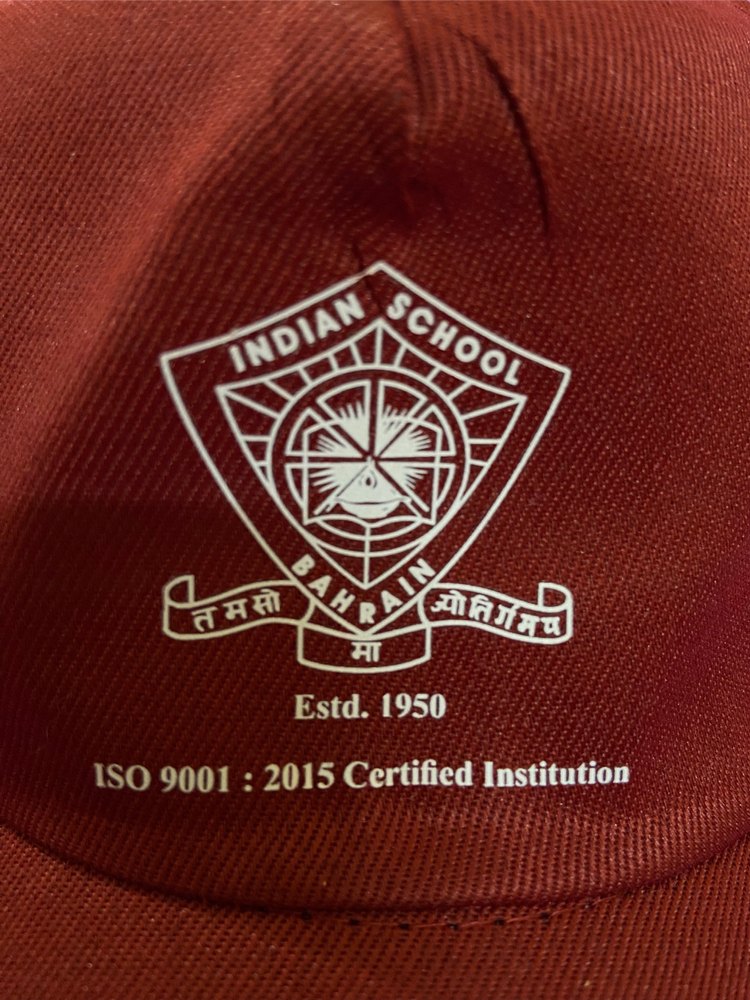 INDIAN SCHOOL
BAHRAIN
तमसो
मा
ज्योतिर्गमय
Estd. 1950
ISO 9001 : 2015 Certified Institution